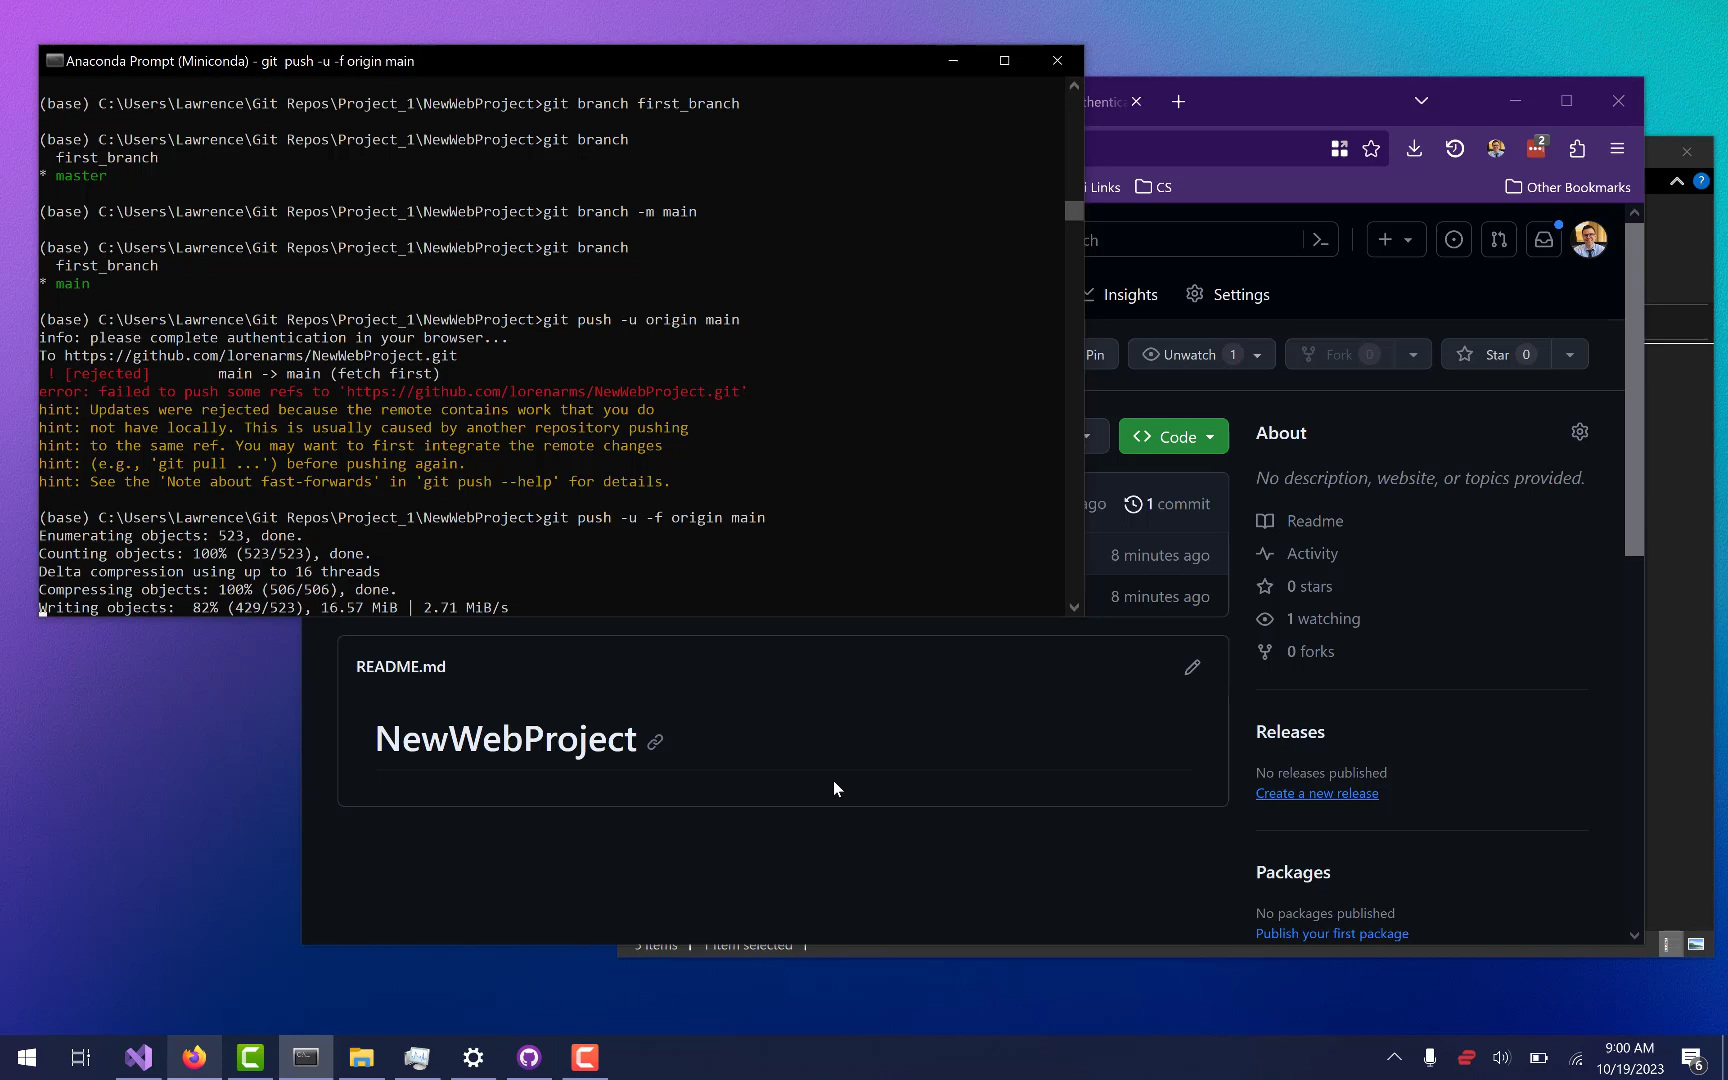 Anaconda Prompt (Miniconda) - git  push -u -f origin main
(base) C:\Users\Lawrence\Git Repos\Project_1\NewWebProject>git branch first_branch
(base) C:\Users\Lawrence\Git Repos\Project_1\NewWebProject>git branch
first_branch
* master
(base) C:\Users\Lawrence\Git Repos\Project_1\NewWebProject>git branch -m main
(base) C:\Users\Lawrence\Git Repos\Project_1\NewWebProject>git branch
first_branch
* main
(base) C:\Users\Lawrence\Git Repos\Project_1\NewWebProject>git push -u origin main
info: please complete authentication in your browser...
To https://github.com/lorenarms/NewWebProject.git
! [rejected]        main -> main (fetch first)
error: failed to push some refs to 'https://github.com/lorenarms/NewWebProject.git'
hint: Updates were rejected because the remote contains work that you do
hint: not have locally. This is usually caused by another repository pushing
hint: to the same ref. You may want to first integrate the remote changes
hint: (e.g., 'git pull ...') before pushing again.
hint: See the 'Note about fast-forwards' in 'git push --help' for details.
(base) C:\Users\Lawrence\Git Repos\Project_1\NewWebProject>git push -u -f origin main
Enumerating objects: 523, done.
Counting objects: 100% (523/523), done.
Delta compression using up to 16 threads
Compressing objects: 100% (506/506), done.
Writing objects:  82% (429/523), 16.57 MiB | 2.71 MiB/s
2
Links
CS
Other Bookmarks
Insights
Settings
Pin
Unwatch 1
Fork 0
Star 0
Code
ago
1 commit
8 minutes ago
8 minutes ago
README.md
NewWebProject
About
No description, website, or topics provided.
Readme
Activity
0 stars
1 watching
0 forks
Releases
No releases published
Create a new release
Packages
No packages published
Publish your first package
items
1 item selected
9:00 AM
10/19/2023
6